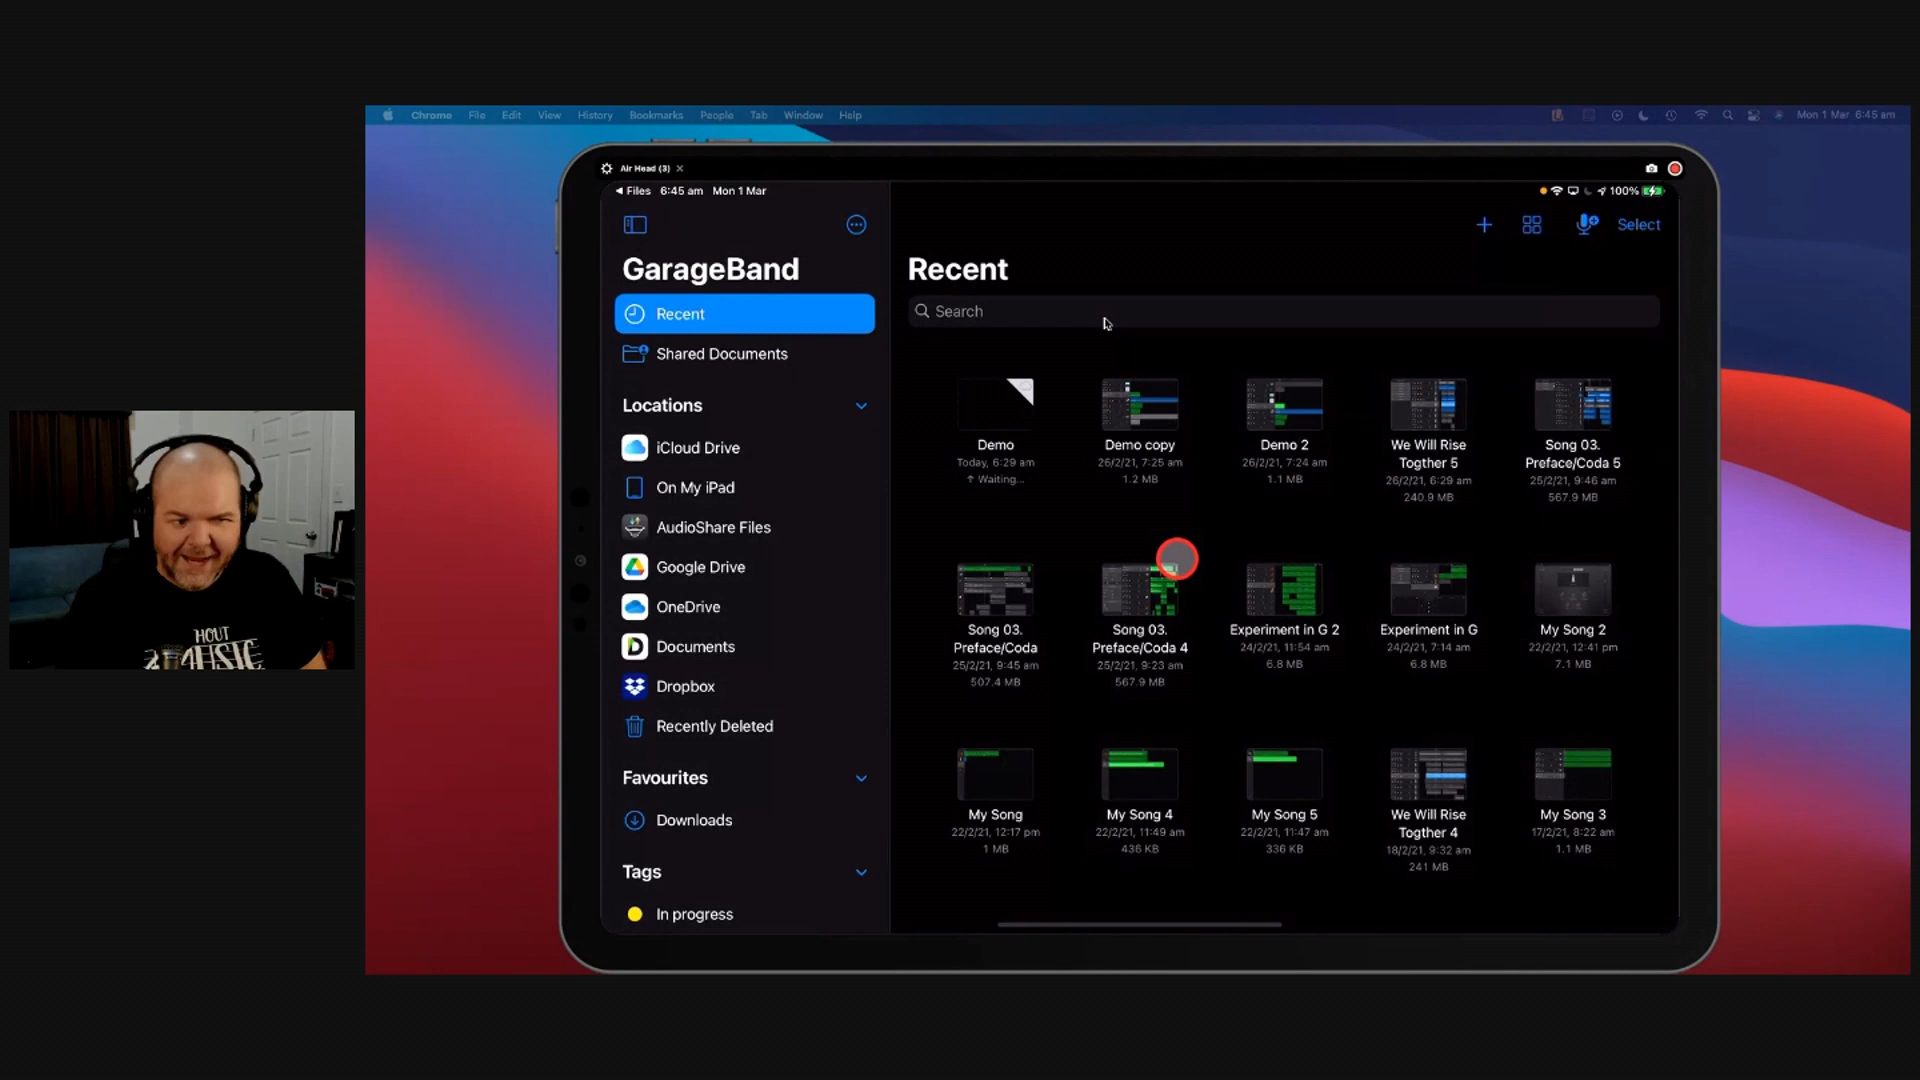 Chrome File Edit View History Bookmarks People Tab Window Help
Mon 1 Mar 6:45 am
Air Head (3)
Files 6:45 am Mon 1 Mar
100%
Select
GarageBand
Recent
Shared Documents
Locations
iCloud Drive
On My iPad
AudioShare Files
Google Drive
OneDrive
Documents
Dropbox
Recently Deleted
Favourites
Downloads
Tags
In progress
Recent
Search
Demo
Today, 6:29 am
↑ Waiting...
Demo copy
26/2/21, 7:25 am
1.2 MB
Demo 2
26/2/21, 7:24 am
1.1 MB
We Will Rise
Togther 5
26/2/21, 6:29 am
240.9 MB
Song 03.
Preface/Coda 5
25/2/21, 9:46 am
567.9 MB
Song 03.
Preface/Coda
25/2/21, 9:45 am
507.4 MB
Song 03.
Preface/Coda 4
25/2/21, 9:23 am
567.9 MB
Experiment in G 2
24/2/21, 11:54 am
6.8 MB
Experiment in G
24/2/21, 7:14 am
6.8 MB
My Song 2
22/2/21, 12:41 pm
7.1 MB
My Song
22/2/21, 12:17 pm
1 MB
My Song 4
22/2/21, 11:49 am
436 KB
My Song 5
22/2/21, 11:47 am
336 KB
We Will Rise
Togther 4
18/2/21, 9:32 am
241 MB
My Song 3
17/2/21, 8:22 am
1.1 MB
HOUT
MUSIC